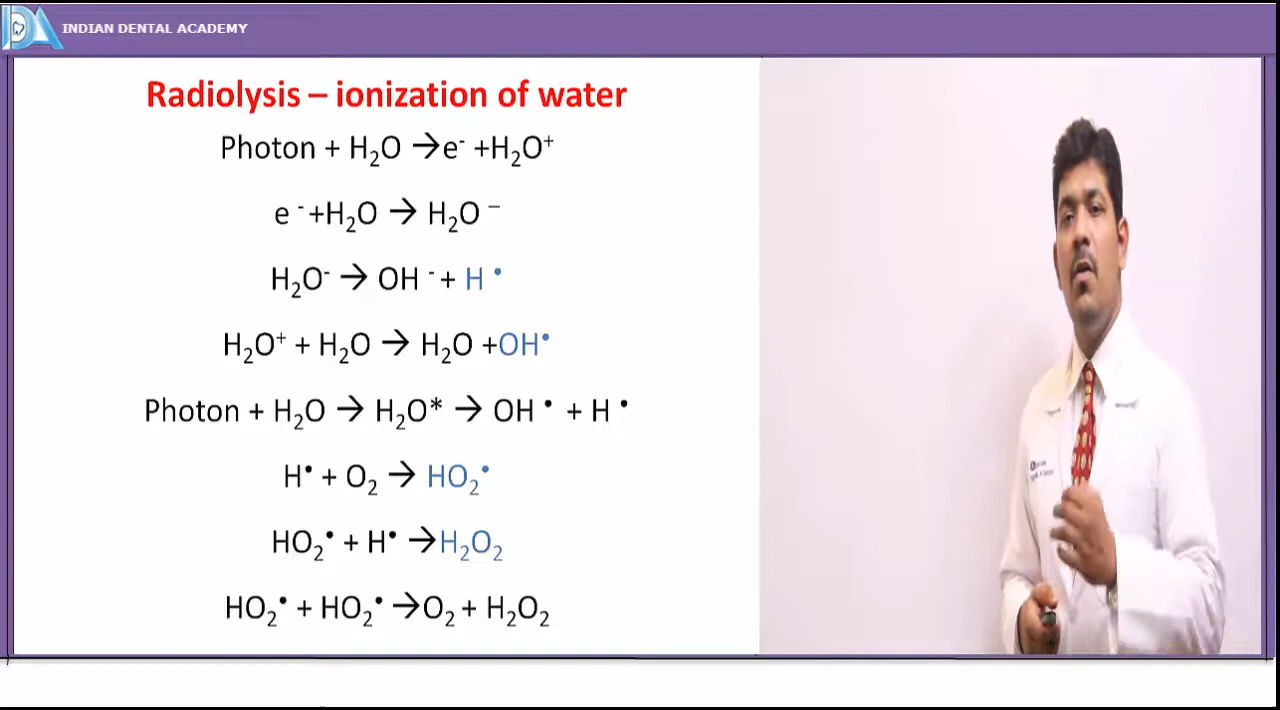 INDIAN DENTAL ACADEMY
Radiolysis – ionization of water
Photon + H₂O →e⁻ +H₂O⁺
e ⁻+H₂O → H₂O ⁻
H₂O⁻ → OH ⁻+ H •
H₂O⁺ + H₂O → H₂O +OH•
Photon + H₂O → H₂O* → OH • + H •
H• + O₂ → HO₂•
HO₂• + H• →H₂O₂
HO₂• + HO₂• →O₂ + H₂O₂